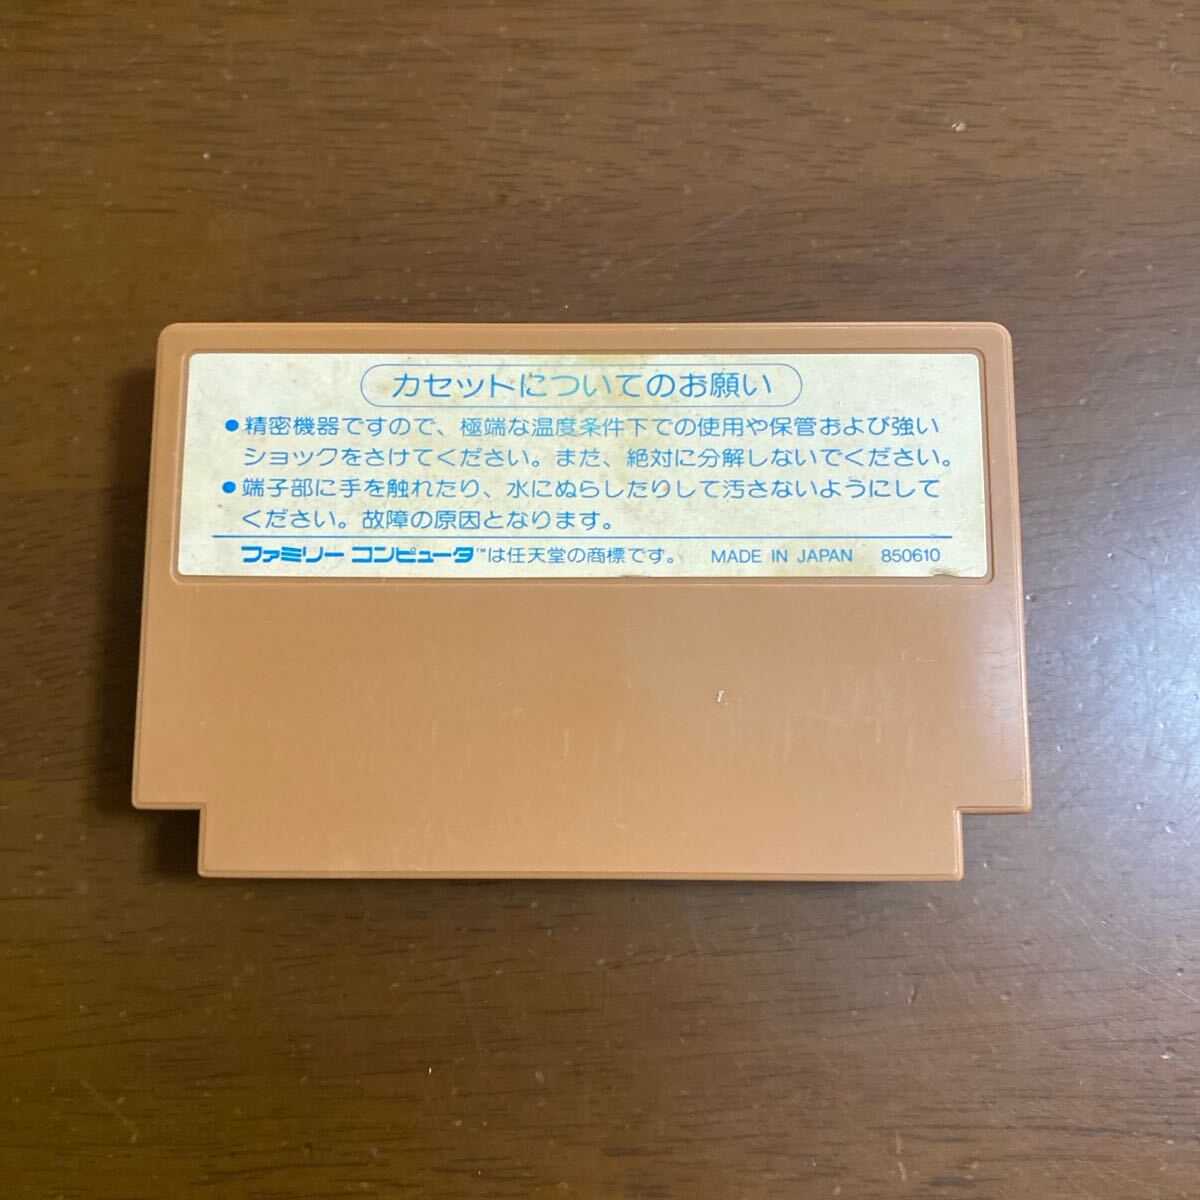 カセットについてのお願い
●精密機器ですので、極端な温度条件下での使用や保管および強い
ショックをさけてください。また、絶対に分解しないでください。
●端子部に手を触れたり、水にぬらしたりして汚さないようにして
ください。故障の原因となります。
ファミリー コンピュータ™は任天堂の商標です。 MADE IN JAPAN 850610